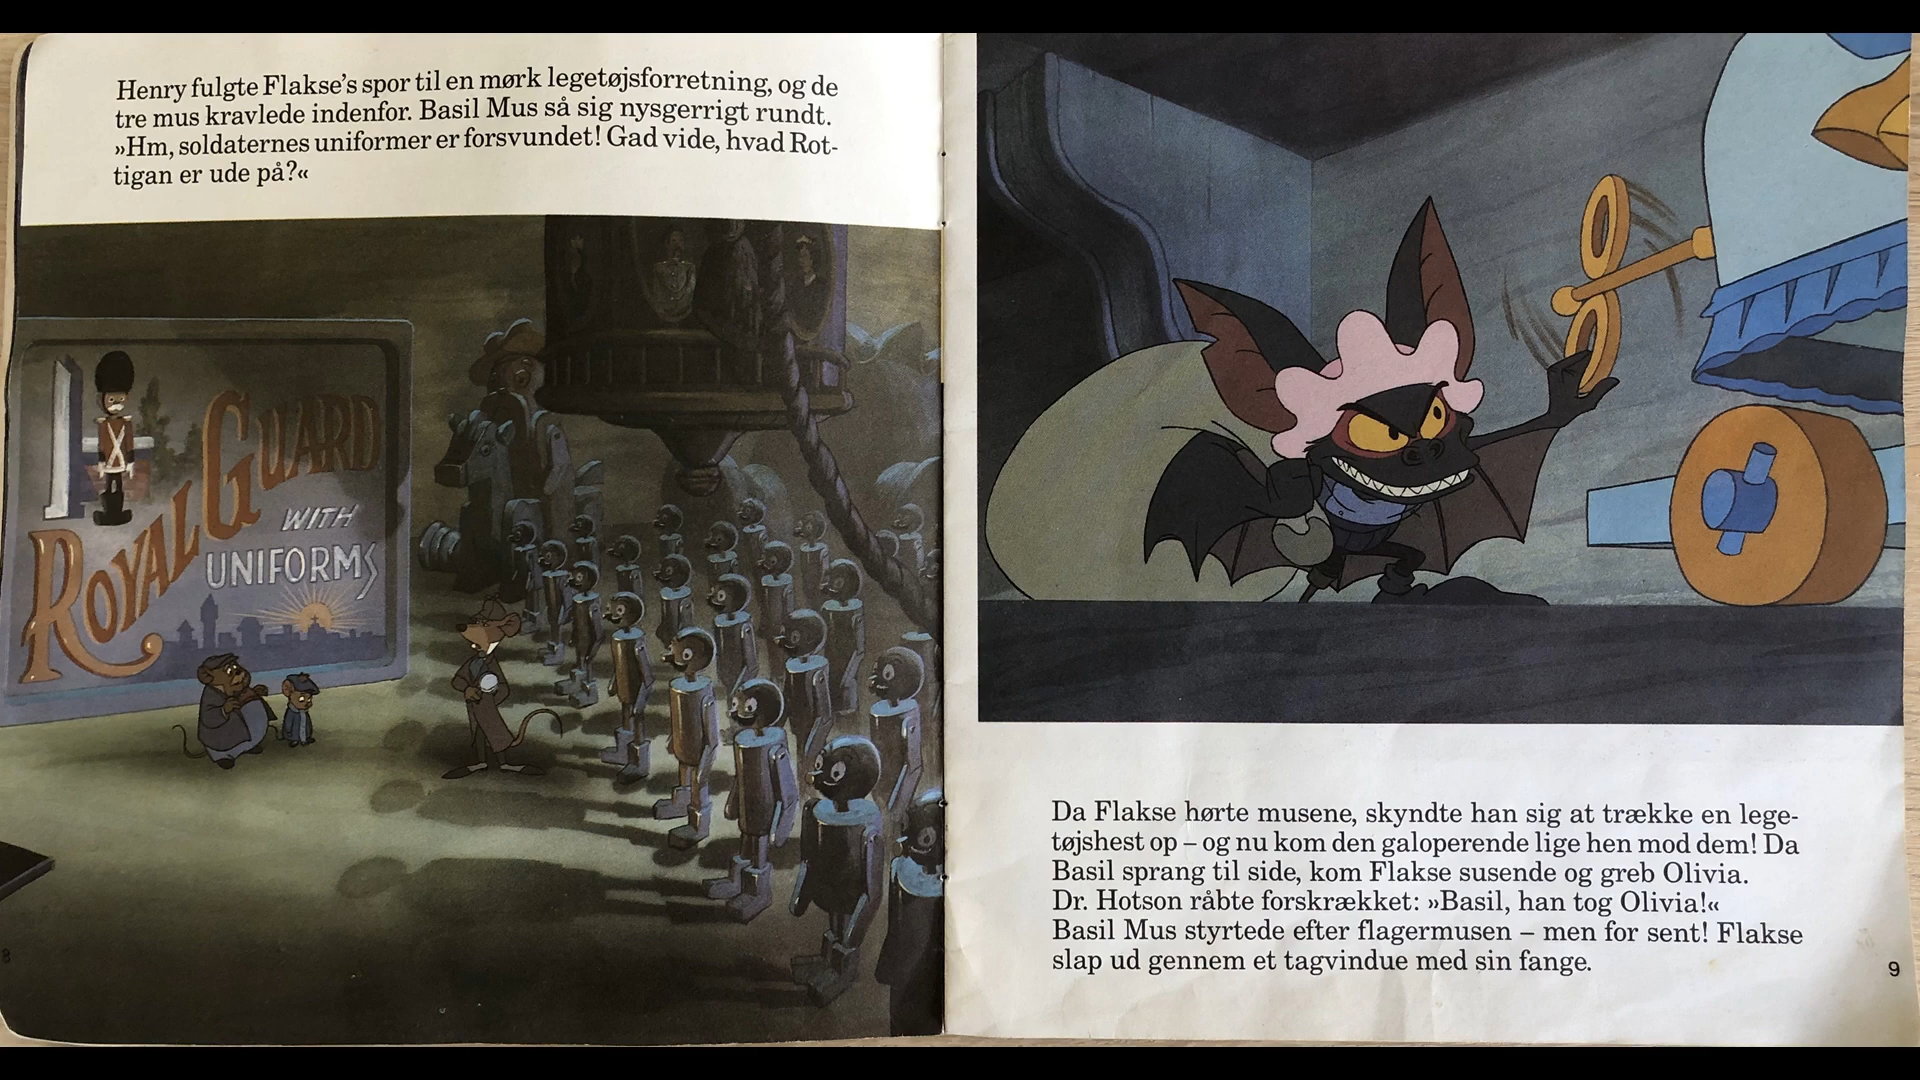 Henry fulgte Flakse's spor til en mørk legetøjsforretning, og de
tre mus kravlede indenfor. Basil Mus så sig nysgerrigt rundt.
»Hm, soldaternes uniformer er forsvundet! Gad vide, hvad Rot-
tigan er ude på?«
ROYAL GUARD
WITH
UNIFORMS
8
Da Flakse hørte musene, skyndte han sig at trække en lege-
tøjshest op – og nu kom den galoperende lige hen mod dem! Da
Basil sprang til side, kom Flakse susende og greb Olivia.
Dr. Hotson råbte forskrækket: »Basil, han tog Olivia!«
Basil Mus styrtede efter flagermusen – men for sent! Flakse
slap ud gennem et tagvindue med sin fange.
9